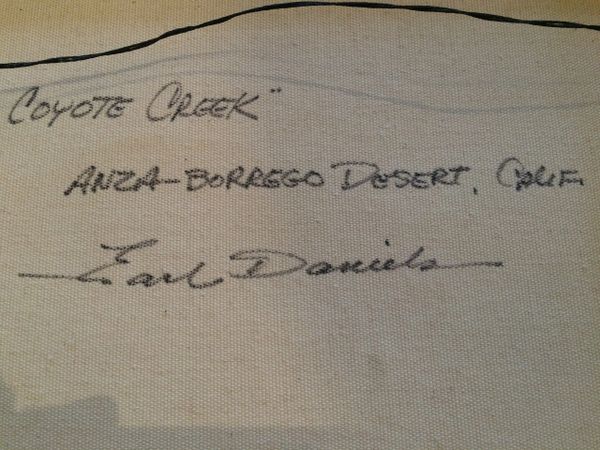 COYOTE CREEK"
ANZA-BORREGO DESERT, CALIF.
Earl Daniels